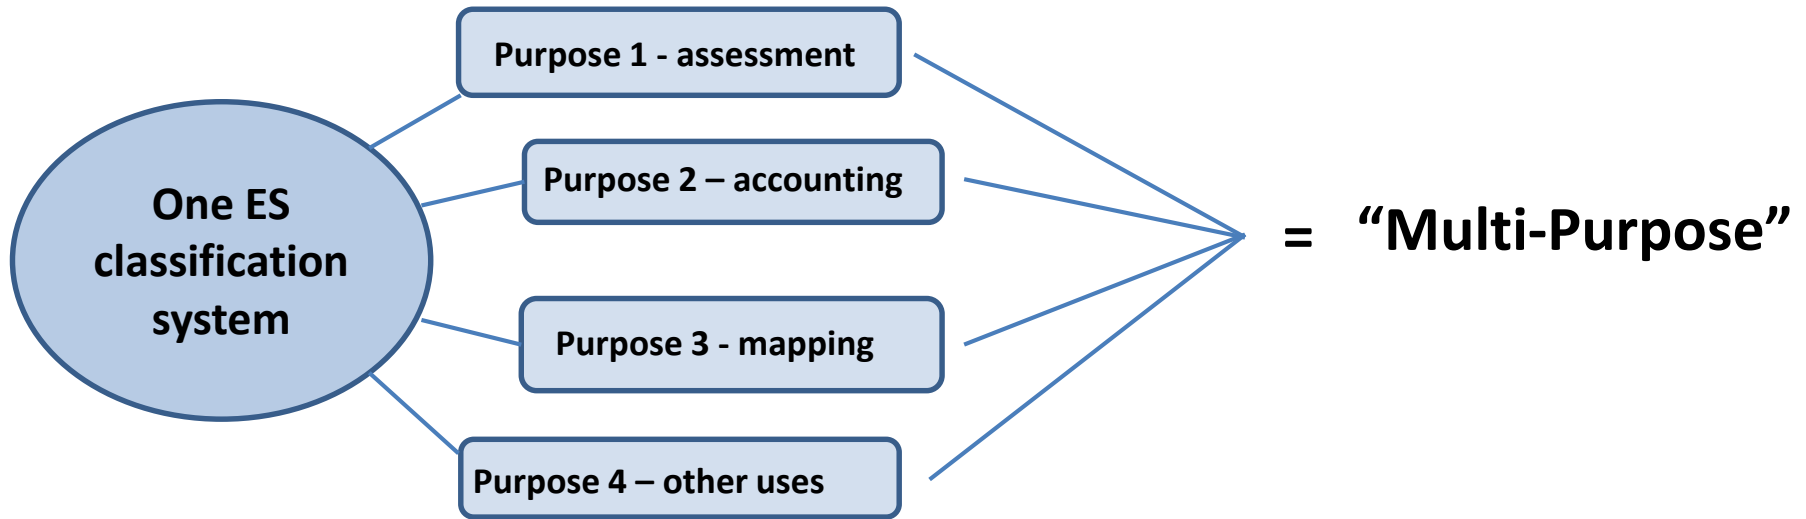 One ES
classification
system
Purpose 1 - assessment
Purpose 2 – accounting
Purpose 3 - mapping
Purpose 4 – other uses
= “Multi-Purpose”